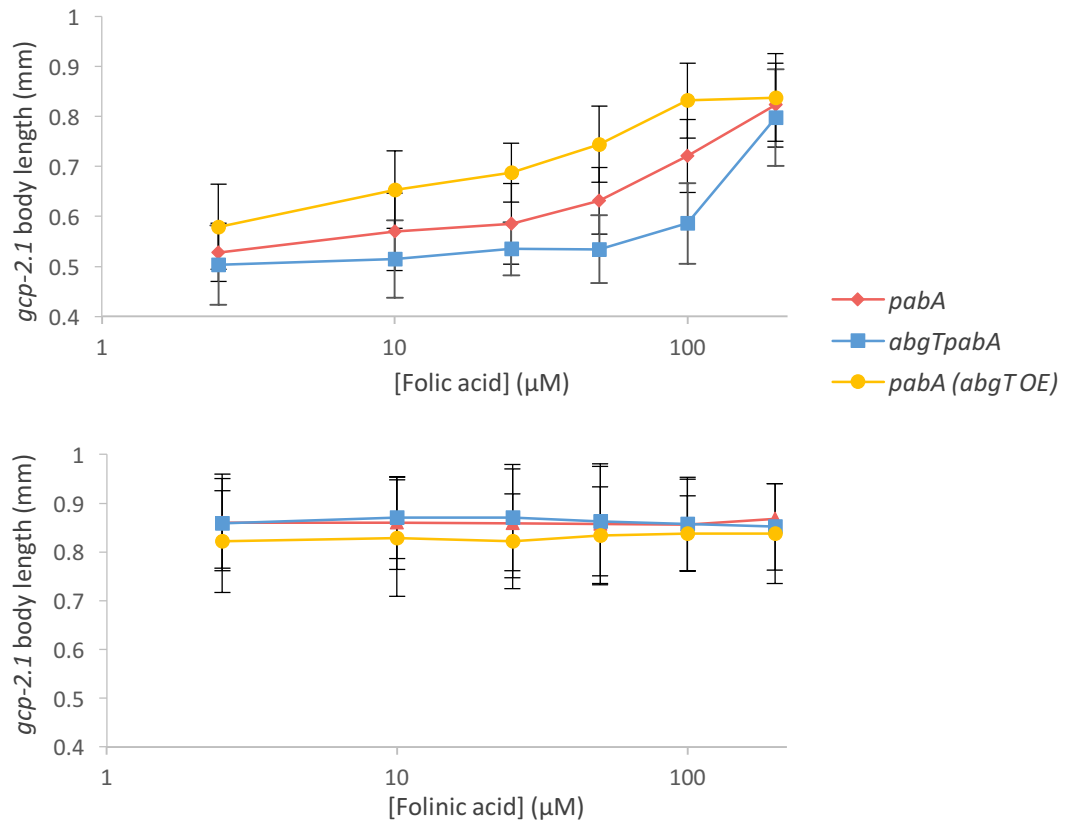 1
0.9
0.8
0.7
0.6
0.5
0.4
gcp-2.1 body length (mm)
1
10
100
[Folic acid] (µM)
pabA
abgTpabA
pabA (abgT OE)
1
0.9
0.8
0.7
0.6
0.5
0.4
gcp-2.1 body length (mm)
1
10
100
[Folinic acid] (µM)